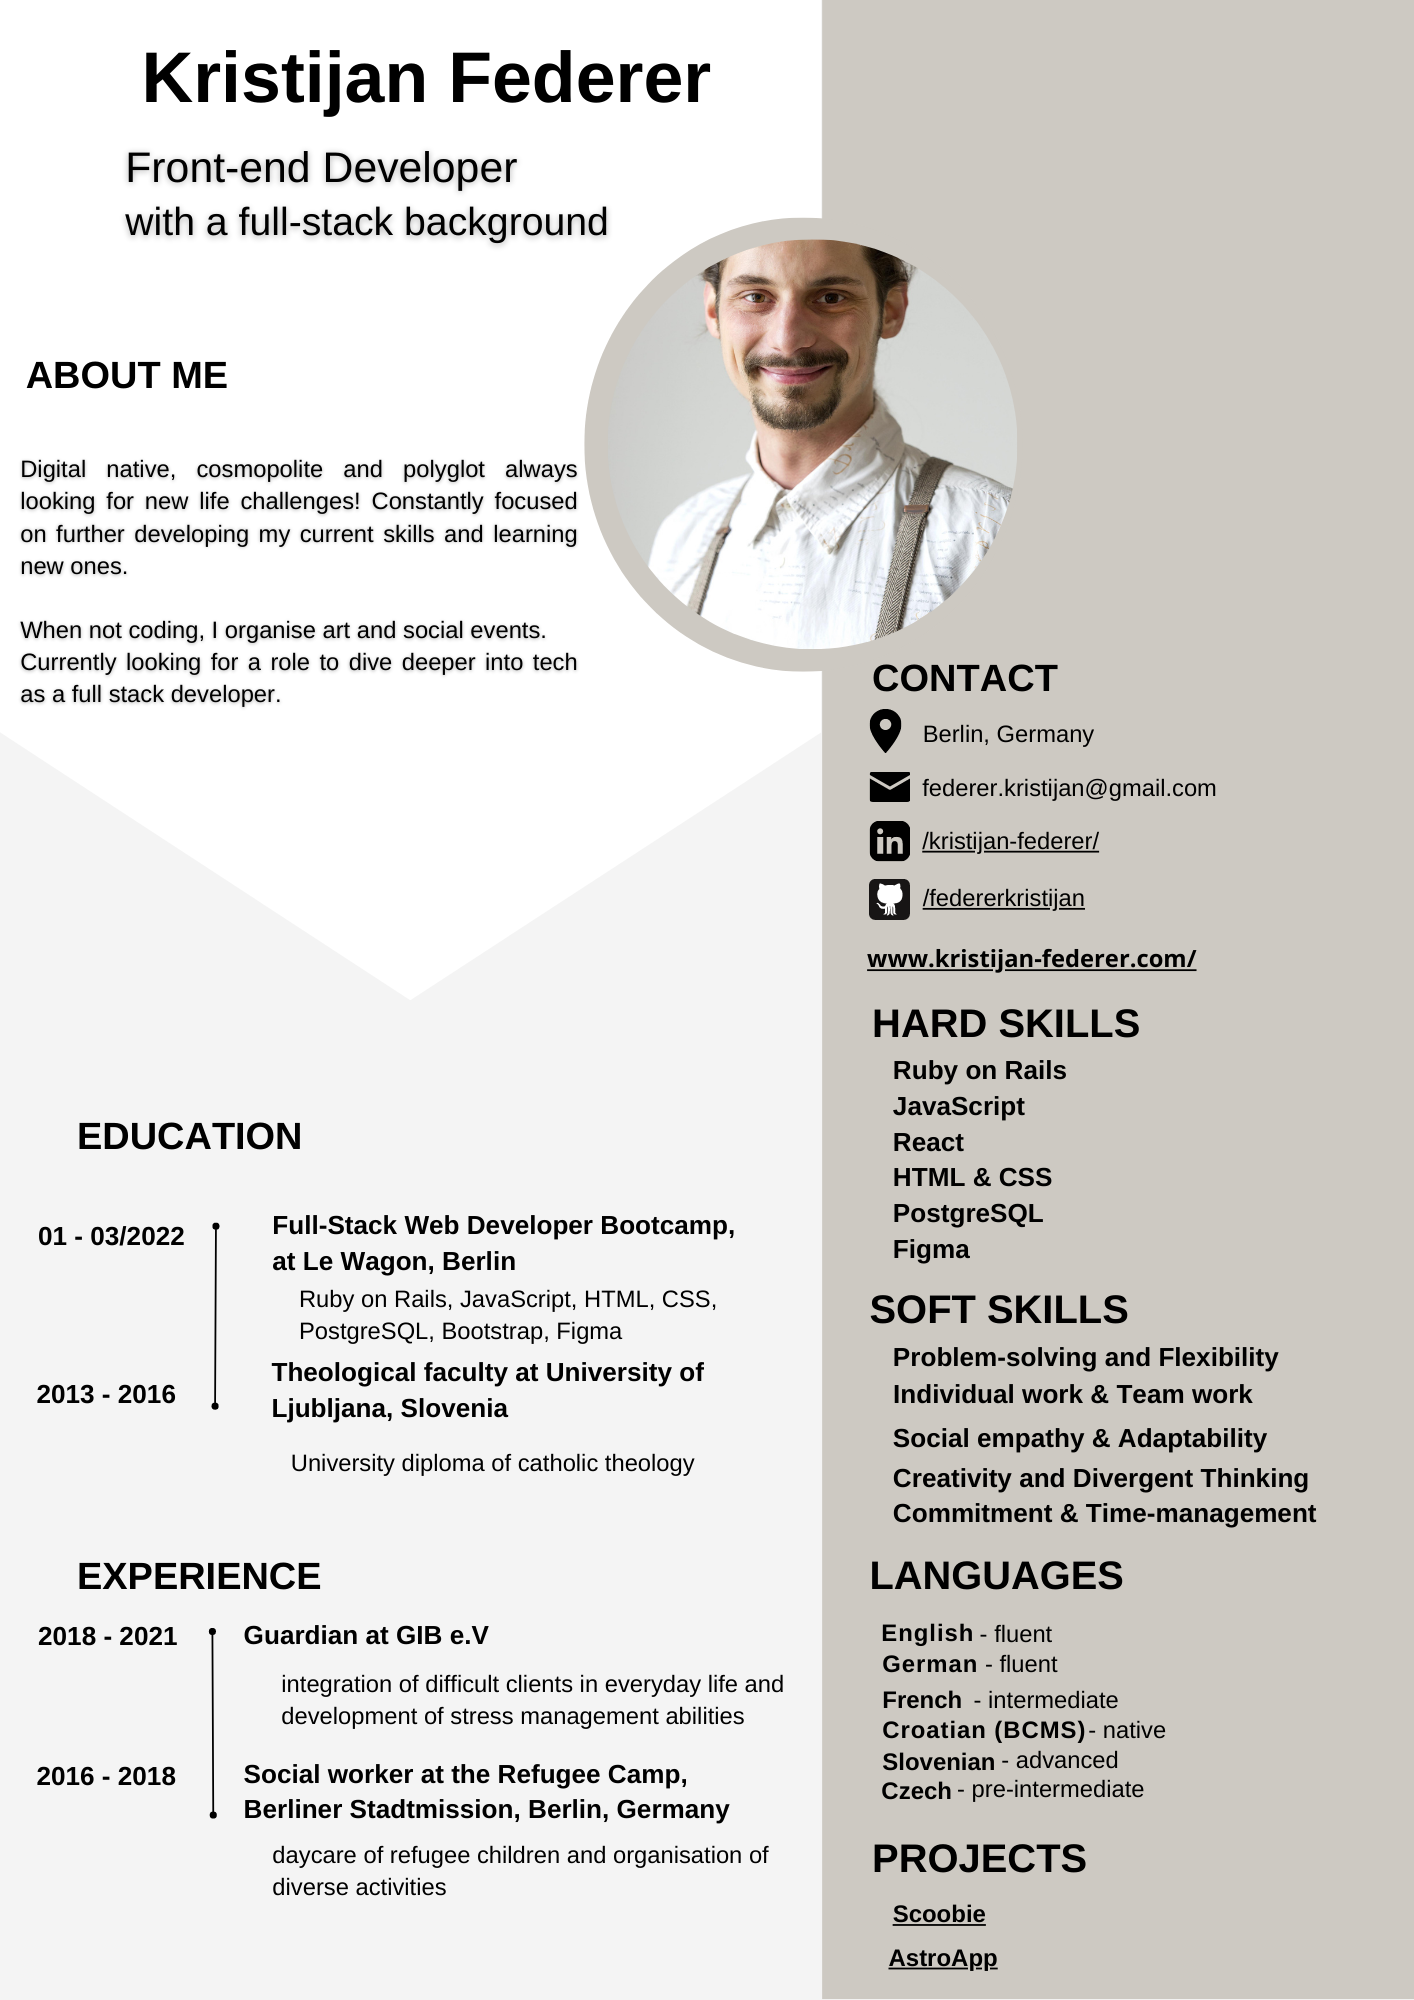 Kristijan Federer
Front-end Developer
with a full-stack background
ABOUT ME
Digital native, cosmopolite and polyglot always
looking for new life challenges! Constantly focused
on further developing my current skills and learning
new ones.
When not coding, I organise art and social events.
Currently looking for a role to dive deeper into tech
as a full stack developer.
EDUCATION
01 - 03/2022
Full-Stack Web Developer Bootcamp,
at Le Wagon, Berlin
Ruby on Rails, JavaScript, HTML, CSS,
PostgreSQL, Bootstrap, Figma
2013 - 2016
Theological faculty at University of
Ljubljana, Slovenia
University diploma of catholic theology
EXPERIENCE
2018 - 2021
Guardian at GIB e.V
integration of difficult clients in everyday life and
development of stress management abilities
2016 - 2018
Social worker at the Refugee Camp,
Berliner Stadtmission, Berlin, Germany
daycare of refugee children and organisation of
diverse activities
CONTACT
Berlin, Germany
federer.kristijan@gmail.com
in
/kristijan-federer/
/federerkristijan
www.kristijan-federer.com/
HARD SKILLS
Ruby on Rails
JavaScript
React
HTML & CSS
PostgreSQL
Figma
SOFT SKILLS
Problem-solving and Flexibility
Individual work & Team work
Social empathy & Adaptability
Creativity and Divergent Thinking
Commitment & Time-management
LANGUAGES
English - fluent
German - fluent
French - intermediate
Croatian (BCMS) - native
Slovenian - advanced
Czech - pre-intermediate
PROJECTS
Scoobie
AstroApp